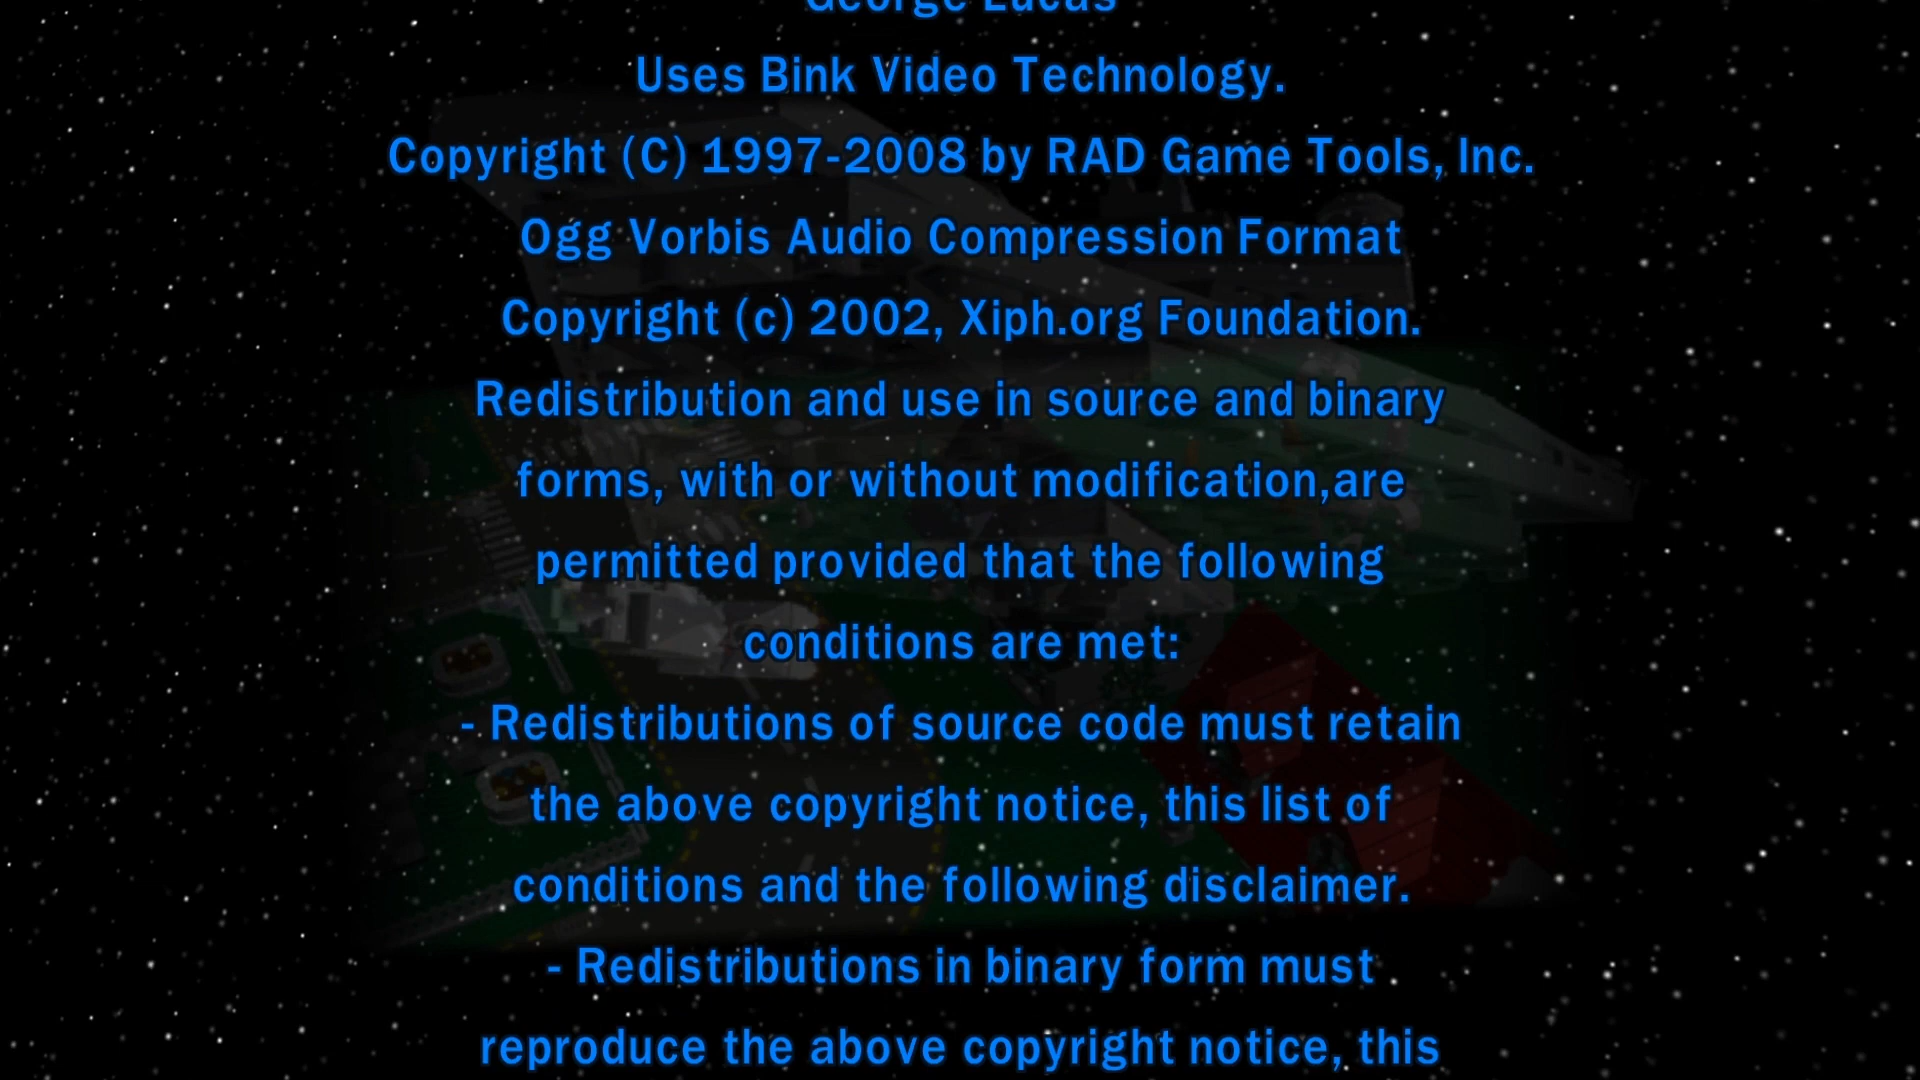 George Lucas
Uses Bink Video Technology.
Copyright (C) 1997-2008 by RAD Game Tools, Inc.
Ogg Vorbis Audio Compression Format
Copyright (c) 2002, Xiph.org Foundation.
Redistribution and use in source and binary
forms, with or without modification,are
permitted provided that the following
conditions are met:
- Redistributions of source code must retain
the above copyright notice, this list of
conditions and the following disclaimer.
- Redistributions in binary form must
reproduce the above copyright notice, this